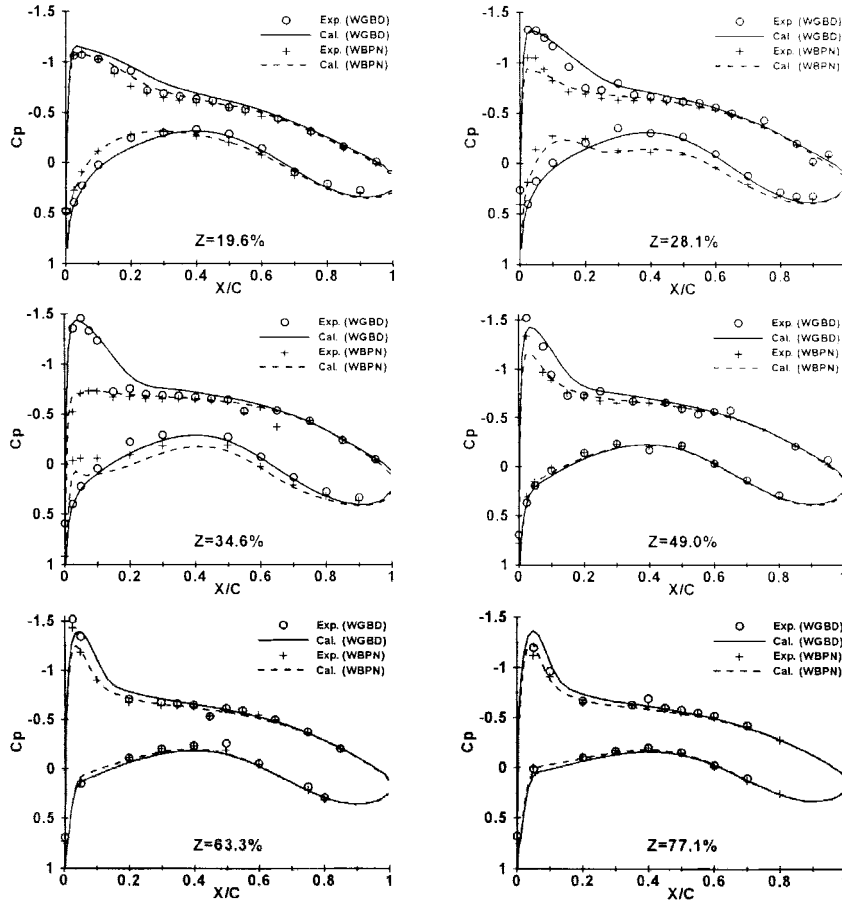 -1.5
-1
-0.5
0
0.5
1
Cp
Exp. (WGBD)
Cal. (WGBD)
Exp. (WBPN)
Cal. (WBPN)
Z=19.6%
0 0.2 0.4 0.6 0.8 1
X/C
-1.5
-1
-0.5
0
0.5
1
Cp
Exp. (WGBD)
Cal. (WGBD)
Exp. (WBPN)
Cal. (WBPN)
Z=28.1%
0 0.2 0.4 0.6 0.8 1
X/C
-1.5
-1
-0.5
0
0.5
1
Cp
Exp. (WGBD)
Cal. (WGBD)
Exp. (WBPN)
Cal. (WBPN)
Z=34.6%
0 0.2 0.4 0.6 0.8 1
X/C
-1.5
-1
-0.5
0
0.5
1
Cp
Exp. (WGBD)
Cal. (WGBD)
Exp. (WBPN)
Cal. (WBPN)
Z=49.0%
0 0.2 0.4 0.6 0.8 1
X/C
-1.5
-1
-0.5
0
0.5
1
Cp
Exp. (WGBD)
Cal. (WGBD)
Exp. (WBPN)
Cal. (WBPN)
Z=63.3%
0 0.2 0.4 0.6 0.8 1
X/C
-1.5
-1
-0.5
0
0.5
1
Cp
Exp. (WGBD)
Cal. (WGBD)
Exp. (WBPN)
Cal. (WBPN)
Z=77.1%
0 0.2 0.4 0.6 0.8 1
X/C